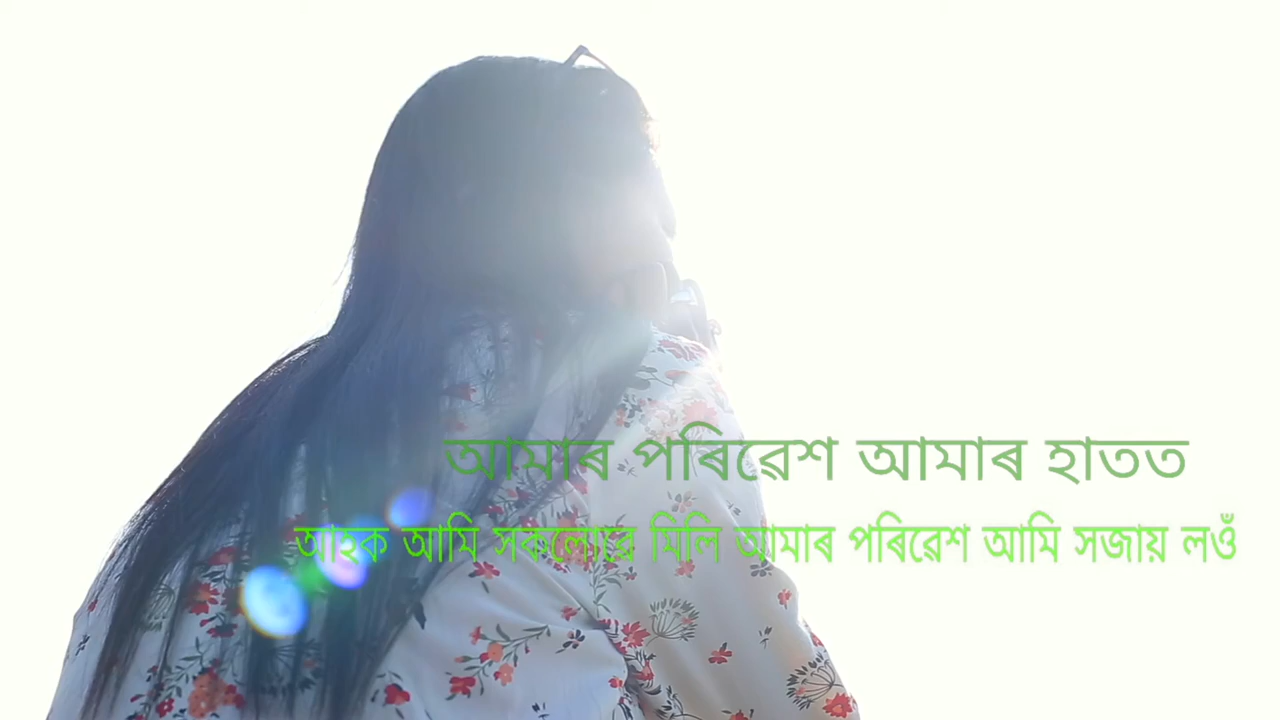 আমাৰ পৰিৱেশ আমাৰ হাতত
আহক আমি সকলোৱে মিলি আমাৰ পৰিৱেশ আমি সজায় লওঁ